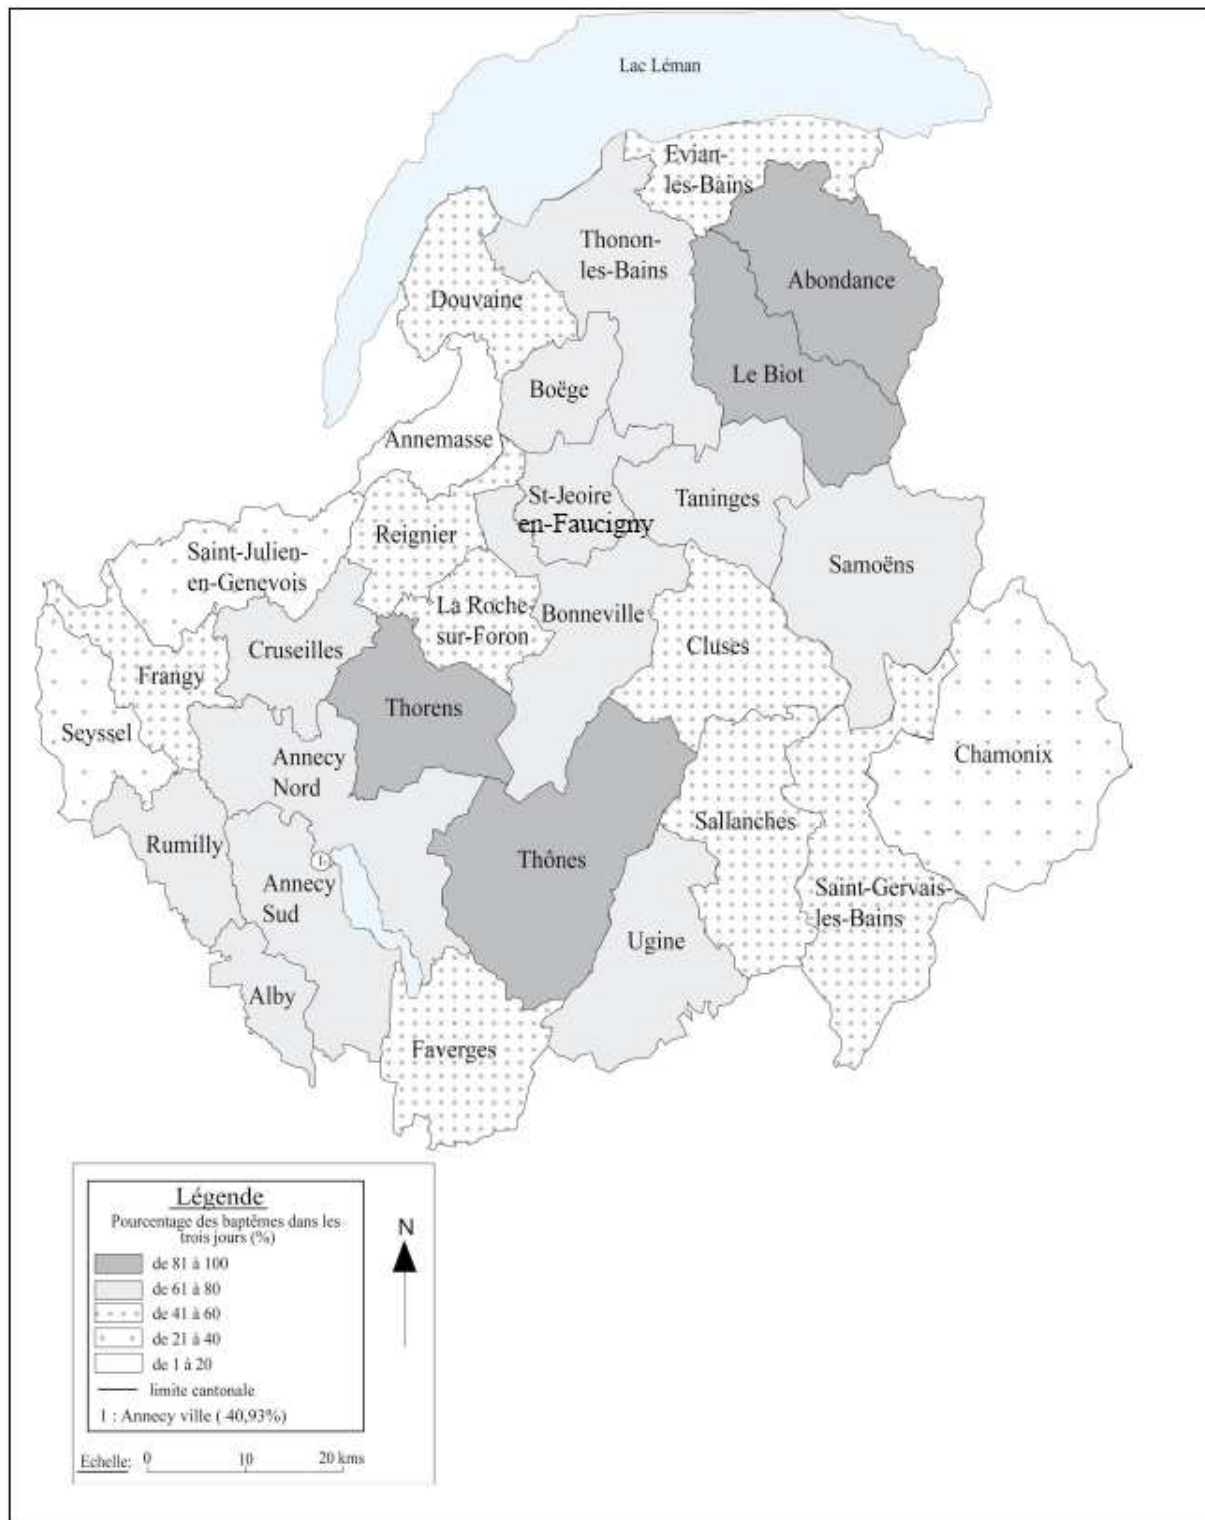 Lac Léman
Evian-
les-Bains
Thonon-
les-Bains
Abondance
Douvaine
Le Biot
Boëge
Annemasse
St-Jeoire
en-Faucigny
Taninges
Reignier
Saint-Julien-
en-Genevois
Samoëns
La Roche-
sur-Foron
Bonneville
Cluses
Cruseilles
Frangy
Thorens
Seyssel
Annecy
Nord
Chamonix
Sallanches
Rumilly
Thônes
1
Annecy
Sud
Saint-Gervais-
les-Bains
Ugine
Alby
Faverges
Légende
Pourcentage des baptêmes dans les
trois jours (%)
de 81 à 100
de 61 à 80
de 41 à 60
de 21 à 40
de 1 à 20
limite cantonale
1 : Annecy ville ( 40,93%)
N
Echelle: 0 10 20 kms